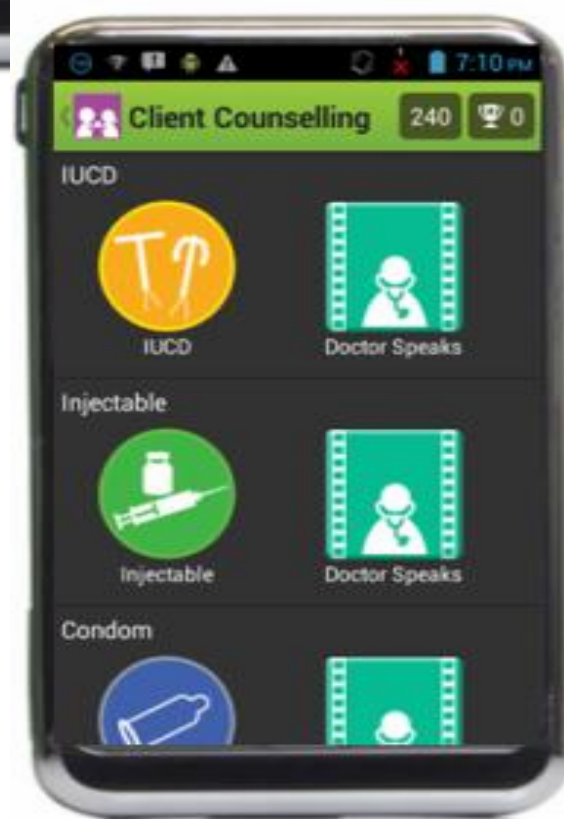 7:10 PM
Client Counselling 240 0
IUCD
IUCD Doctor Speaks
Injectable
Injectable Doctor Speaks
Condom